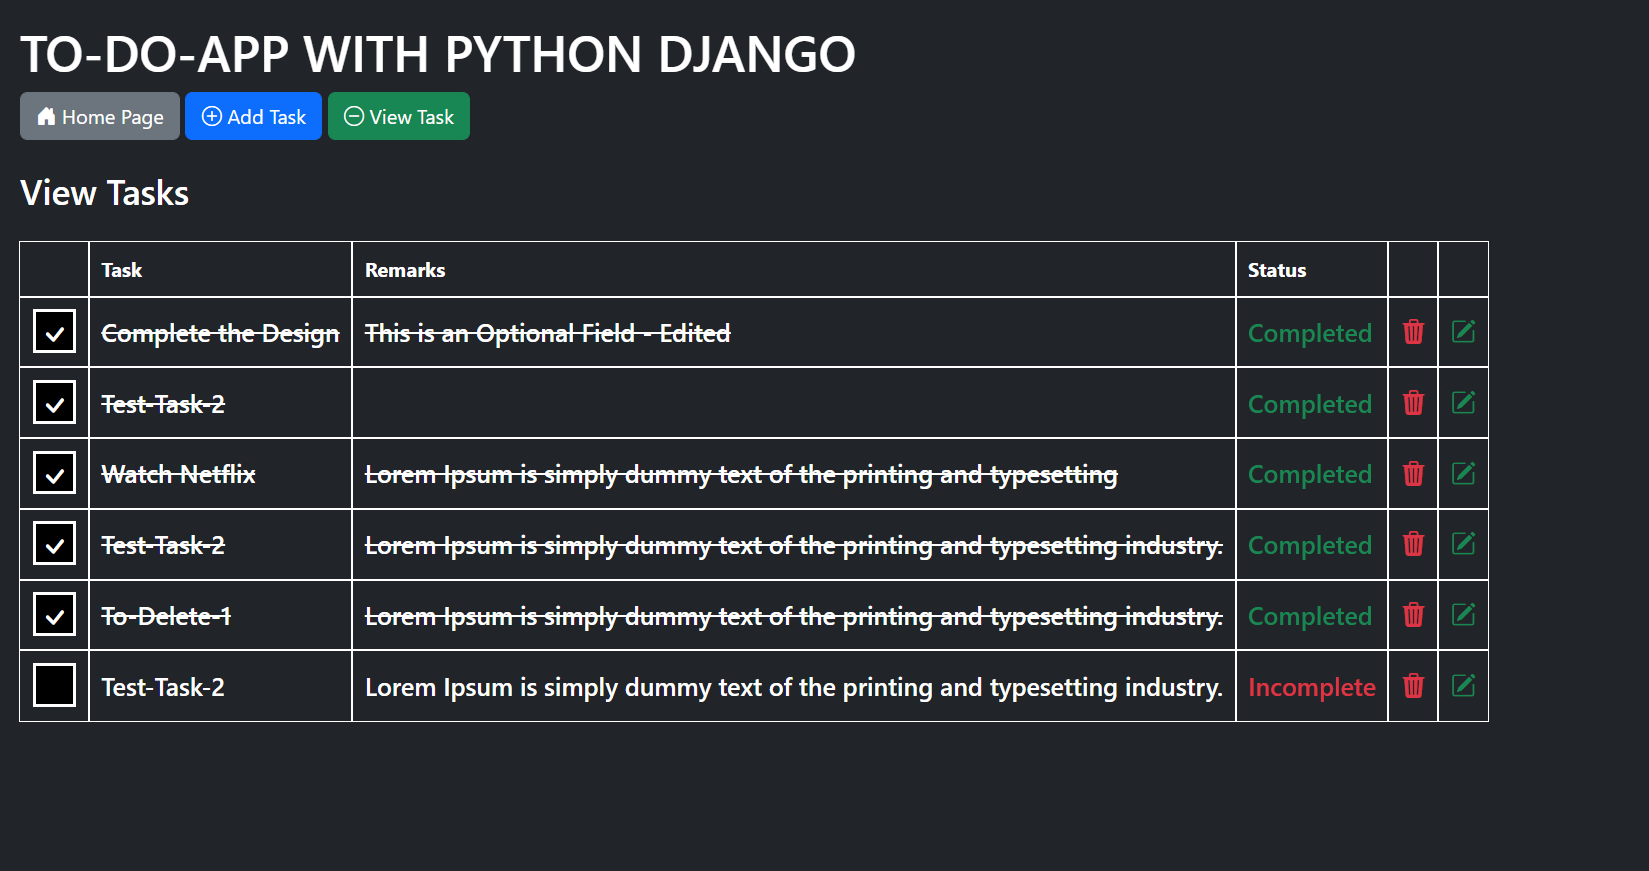 TO-DO-APP WITH PYTHON DJANGO
Home Page Add Task View Task
View Tasks
Task Remarks Status
Complete the Design This is an Optional Field - Edited Completed
Test-Task-2 Completed
Watch Netflix Lorem Ipsum is simply dummy text of the printing and typesetting Completed
Test-Task-2 Lorem Ipsum is simply dummy text of the printing and typesetting industry. Completed
To-Delete-1 Lorem Ipsum is simply dummy text of the printing and typesetting industry. Completed
Test-Task-2 Lorem Ipsum is simply dummy text of the printing and typesetting industry. Incomplete